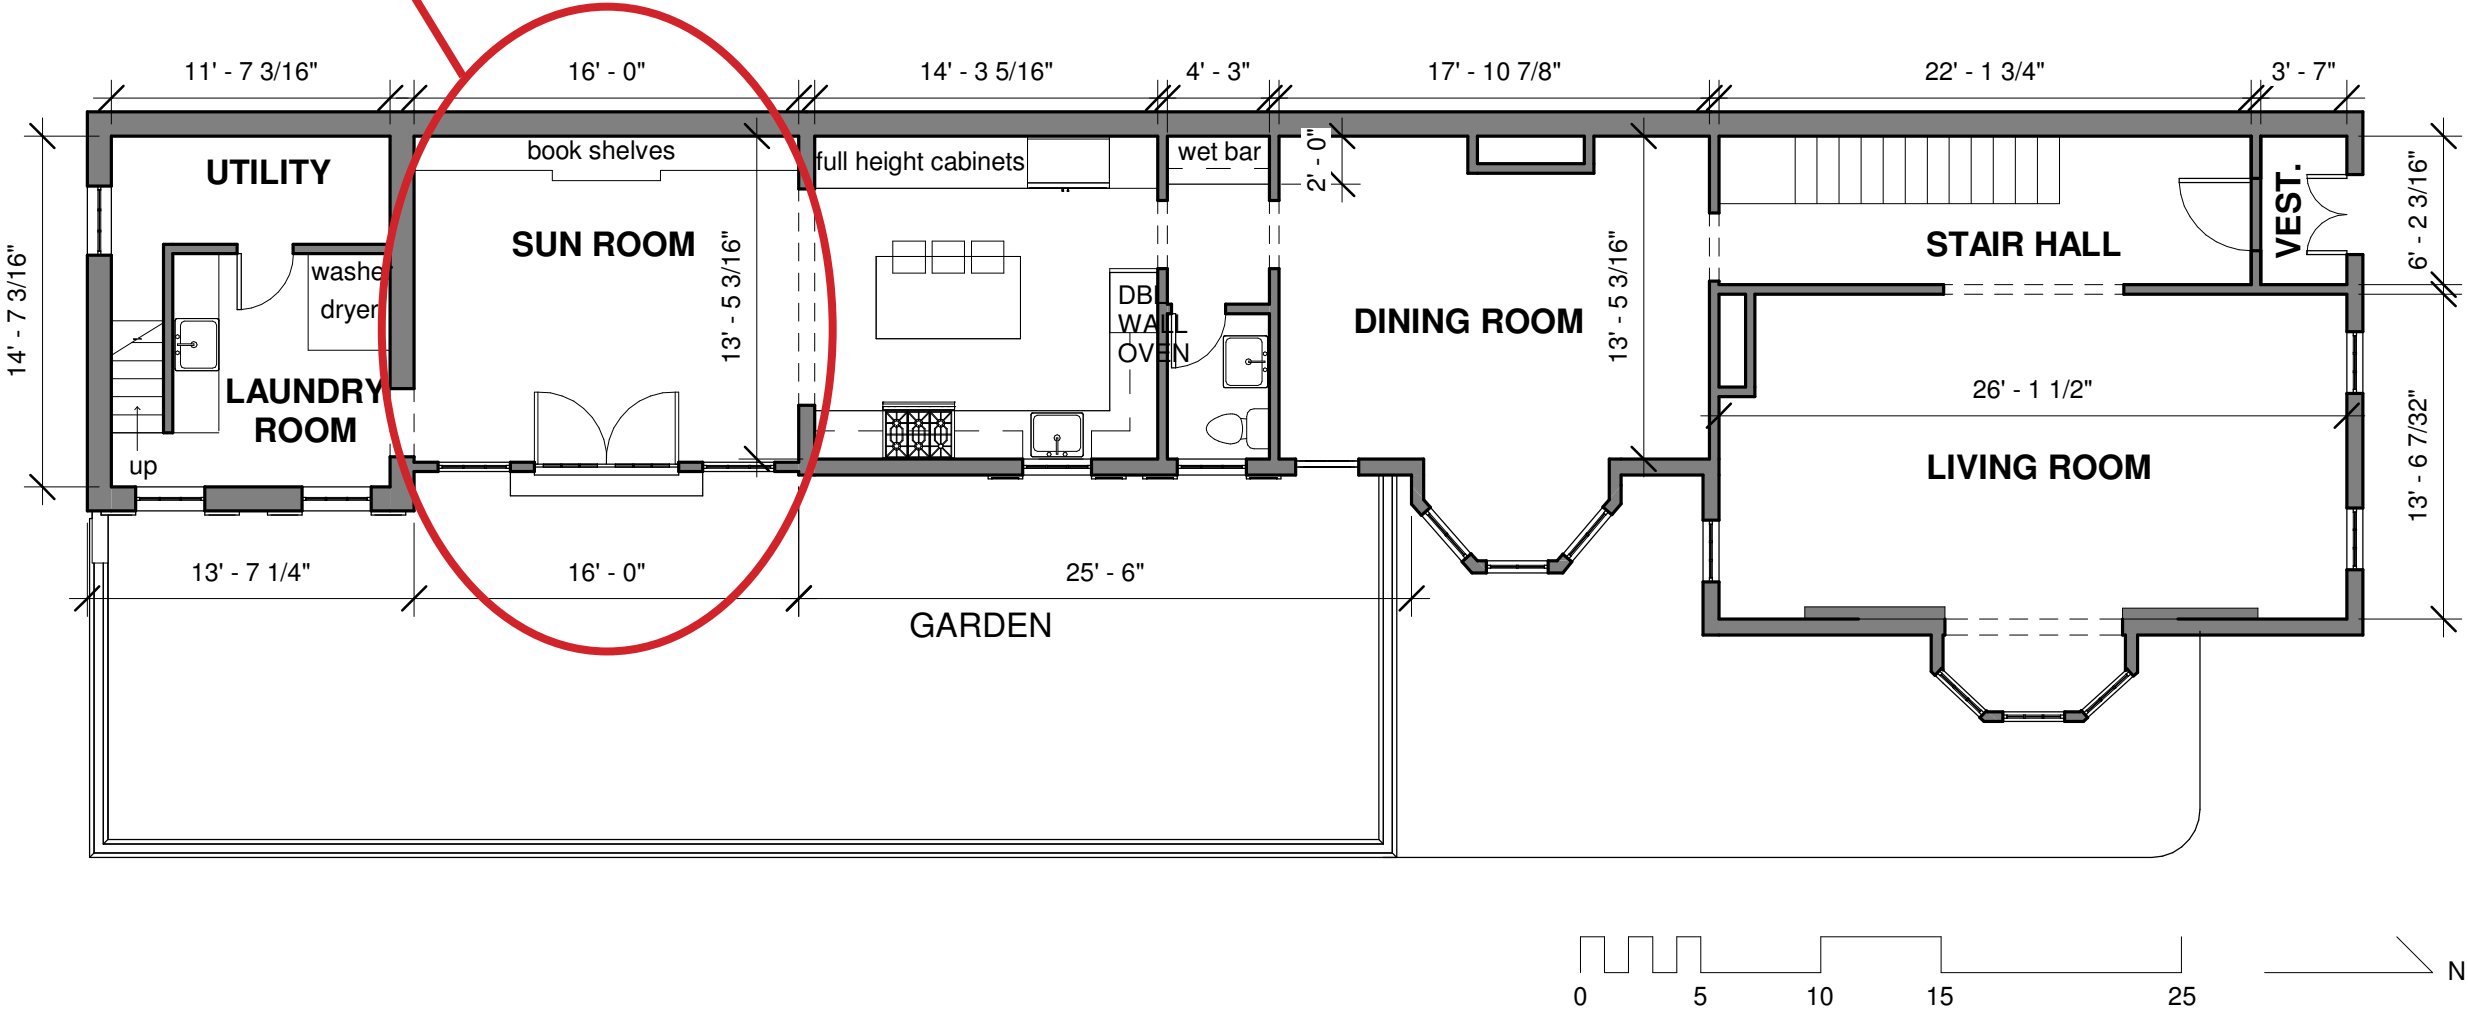 11' - 7 3/16"
16' - 0"
14' - 3 5/16"
4' - 3"
17' - 10 7/8"
22' - 1 3/4"
3' - 7"
UTILITY
book shelves
full height cabinets
wet bar
2' - 0"
VEST.
6' - 2 3/16"
SUN ROOM
STAIR HALL
washer
dryer
14' - 7 3/16"
13' - 5 3/16"
DBL
WALL
OVEN
DINING ROOM
13' - 5 3/16"
LAUNDRY
ROOM
26' - 1 1/2"
LIVING ROOM
13' - 6 7/32"
up
13' - 7 1/4"
16' - 0"
25' - 6"
GARDEN
N
0 5 10 15 25